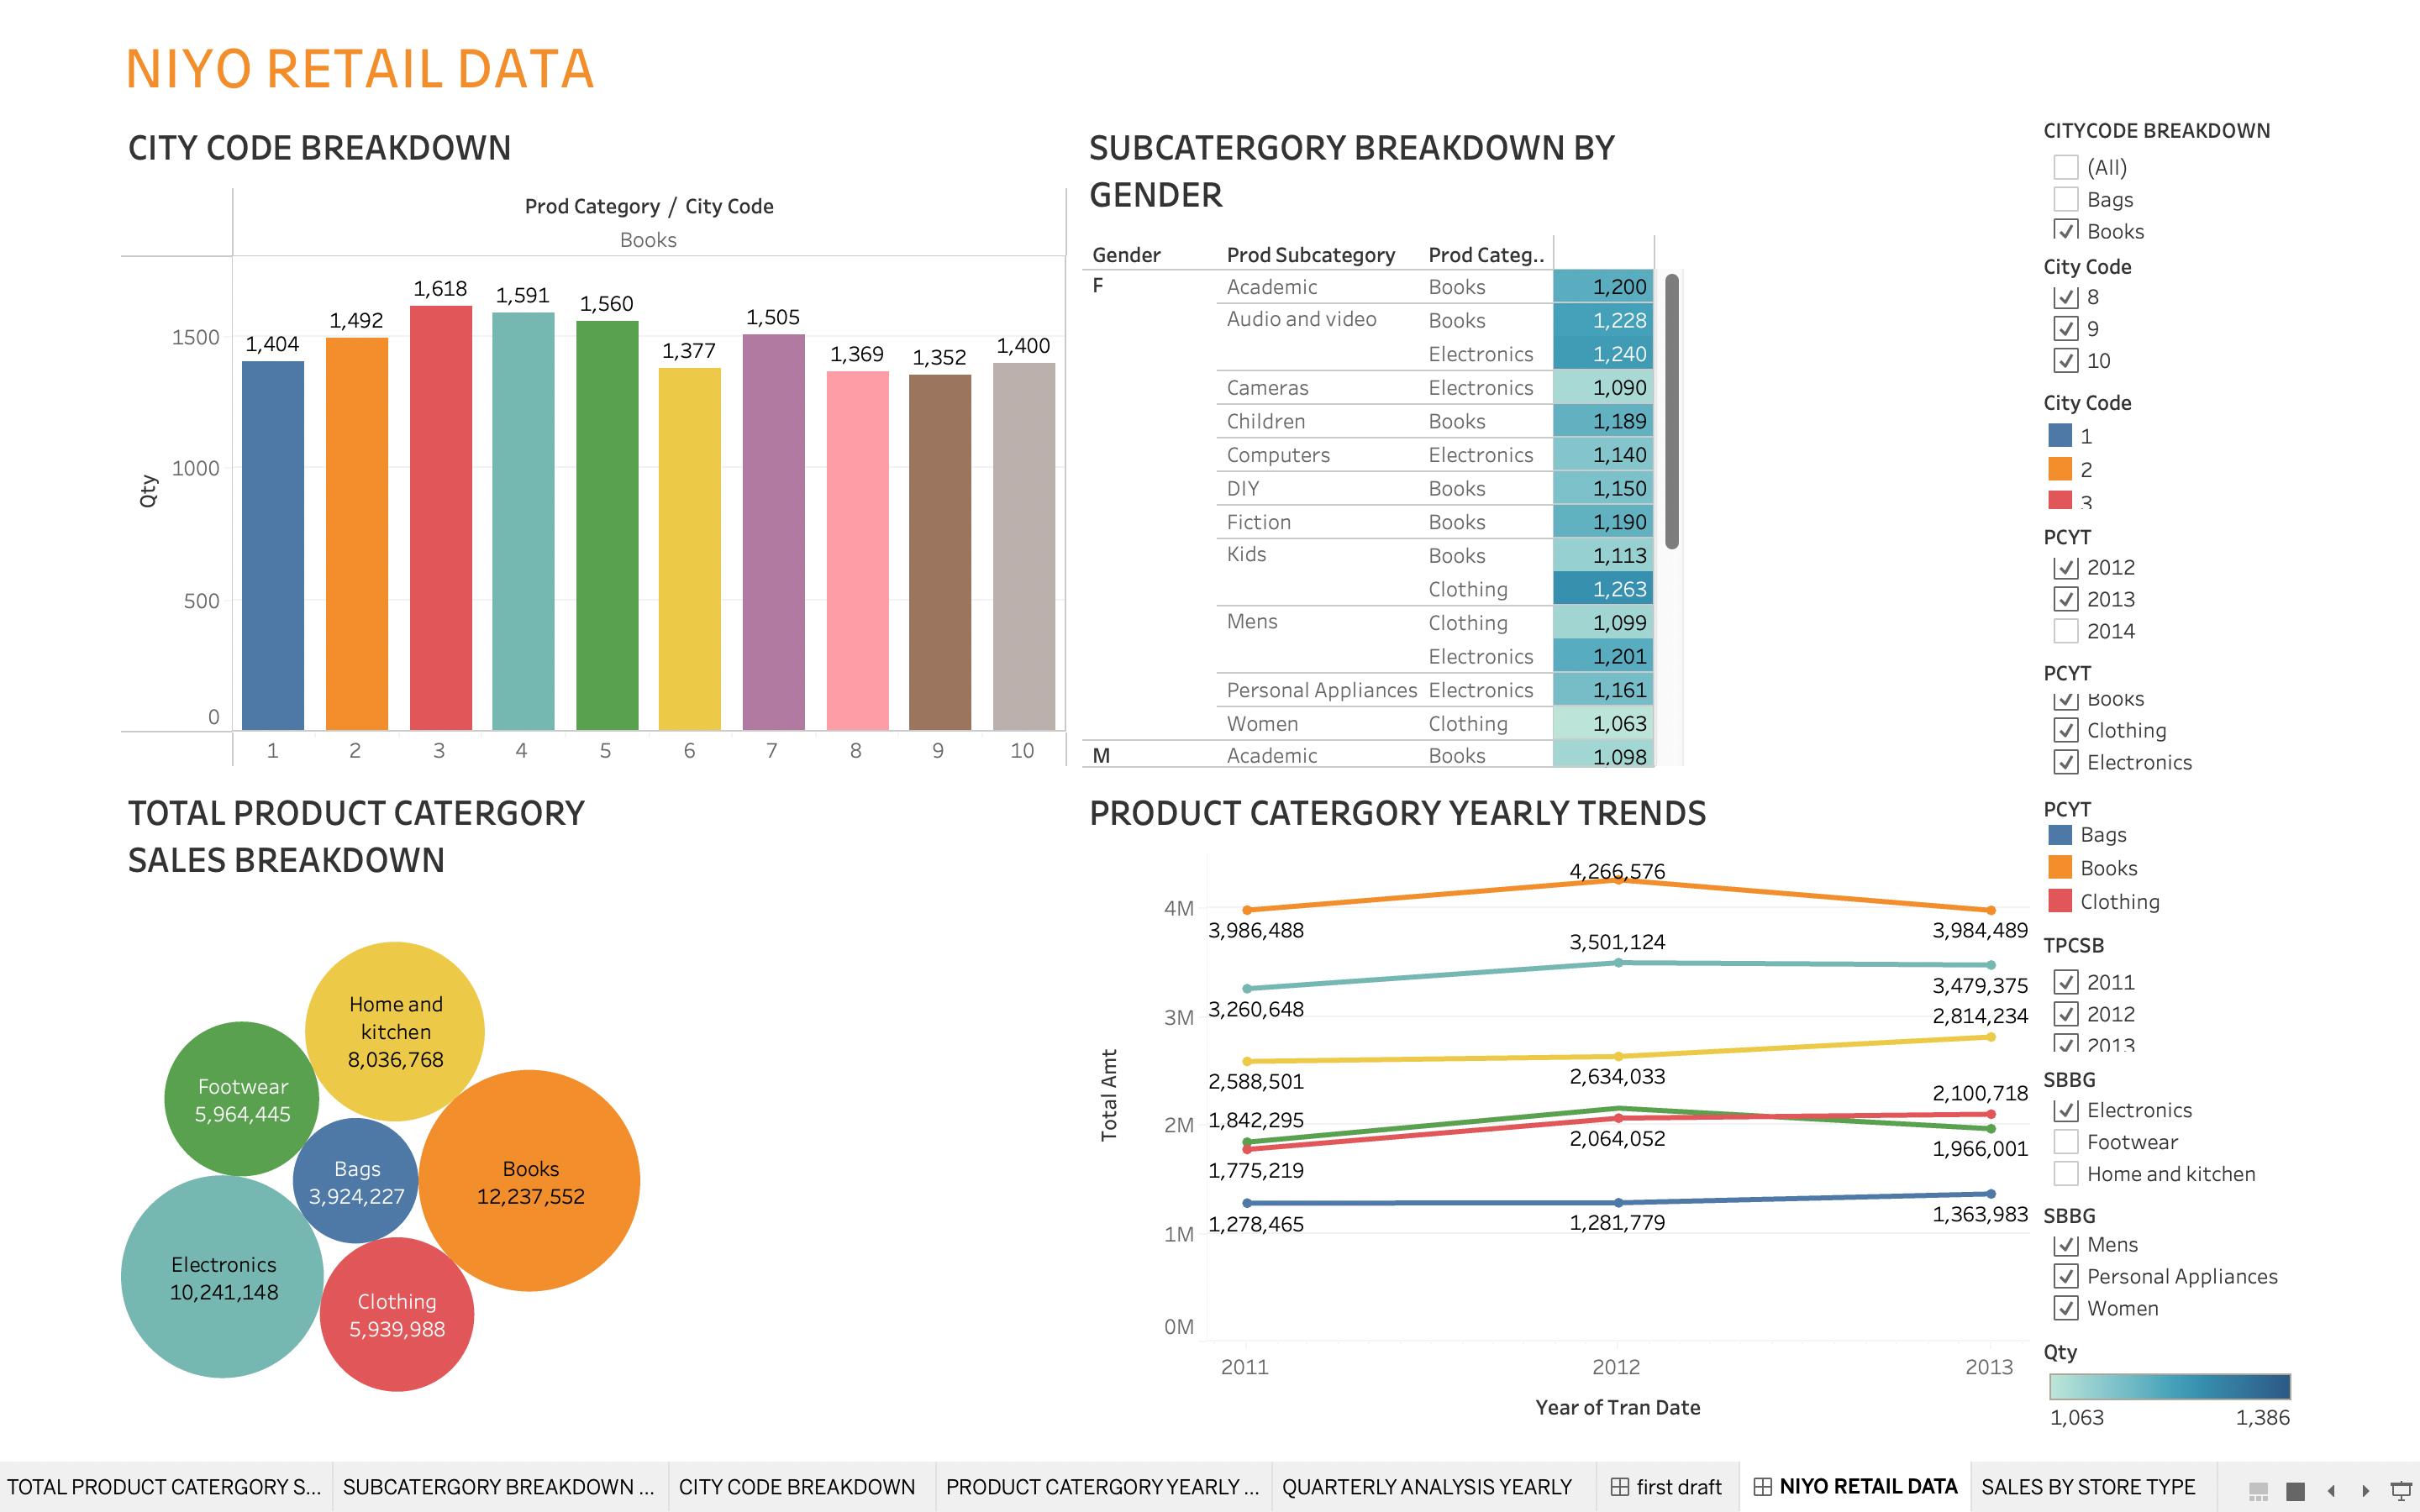 NIYO RETAIL DATA
CITY CODE BREAKDOWN
Prod Category / City Code
Books
Qty
1500
1000
500
0
1,404
1,492
1,618
1,591
1,560
1,377
1,505
1,369
1,352
1,400
1 2 3 4 5 6 7 8 9 10
SUBCATERGORY BREAKDOWN BY
GENDER
Gender Prod Subcategory Prod Categ..
F Academic Books 1,200
Audio and video Books 1,228
Electronics 1,240
Cameras Electronics 1,090
Children Books 1,189
Computers Electronics 1,140
DIY Books 1,150
Fiction Books 1,190
Kids Books 1,113
Clothing 1,263
Mens Clothing 1,099
Electronics 1,201
Personal Appliances Electronics 1,161
Women Clothing 1,063
M Academic Books 1,098
TOTAL PRODUCT CATERGORY
SALES BREAKDOWN
Home and
kitchen
8,036,768
Footwear
5,964,445
Bags
3,924,227
Books
12,237,552
Electronics
10,241,148
Clothing
5,939,988
PRODUCT CATERGORY YEARLY TRENDS
Total Amt
4M
3M
2M
1M
0M
4,266,576
3,986,488
3,984,489
3,501,124
3,260,648
3,479,375
2,814,234
2,588,501
2,634,033
2,100,718
1,842,295
2,064,052
1,966,001
1,775,219
1,278,465
1,281,779
1,363,983
2011 2012 2013
Year of Tran Date
CITYCODE BREAKDOWN
(All)
Bags
Books
City Code
8
9
10
City Code
1
2
3
PCYT
2012
2013
2014
PCYT
Books
Clothing
Electronics
PCYT
Bags
Books
Clothing
TPCSB
2011
2012
2013
SBBG
Electronics
Footwear
Home and kitchen
SBBG
Mens
Personal Appliances
Women
Qty
1,063 1,386
TOTAL PRODUCT CATERGORY S... SUBCATERGORY BREAKDOWN ... CITY CODE BREAKDOWN PRODUCT CATERGORY YEARLY ... QUARTERLY ANALYSIS YEARLY first draft NIYO RETAIL DATA SALES BY STORE TYPE